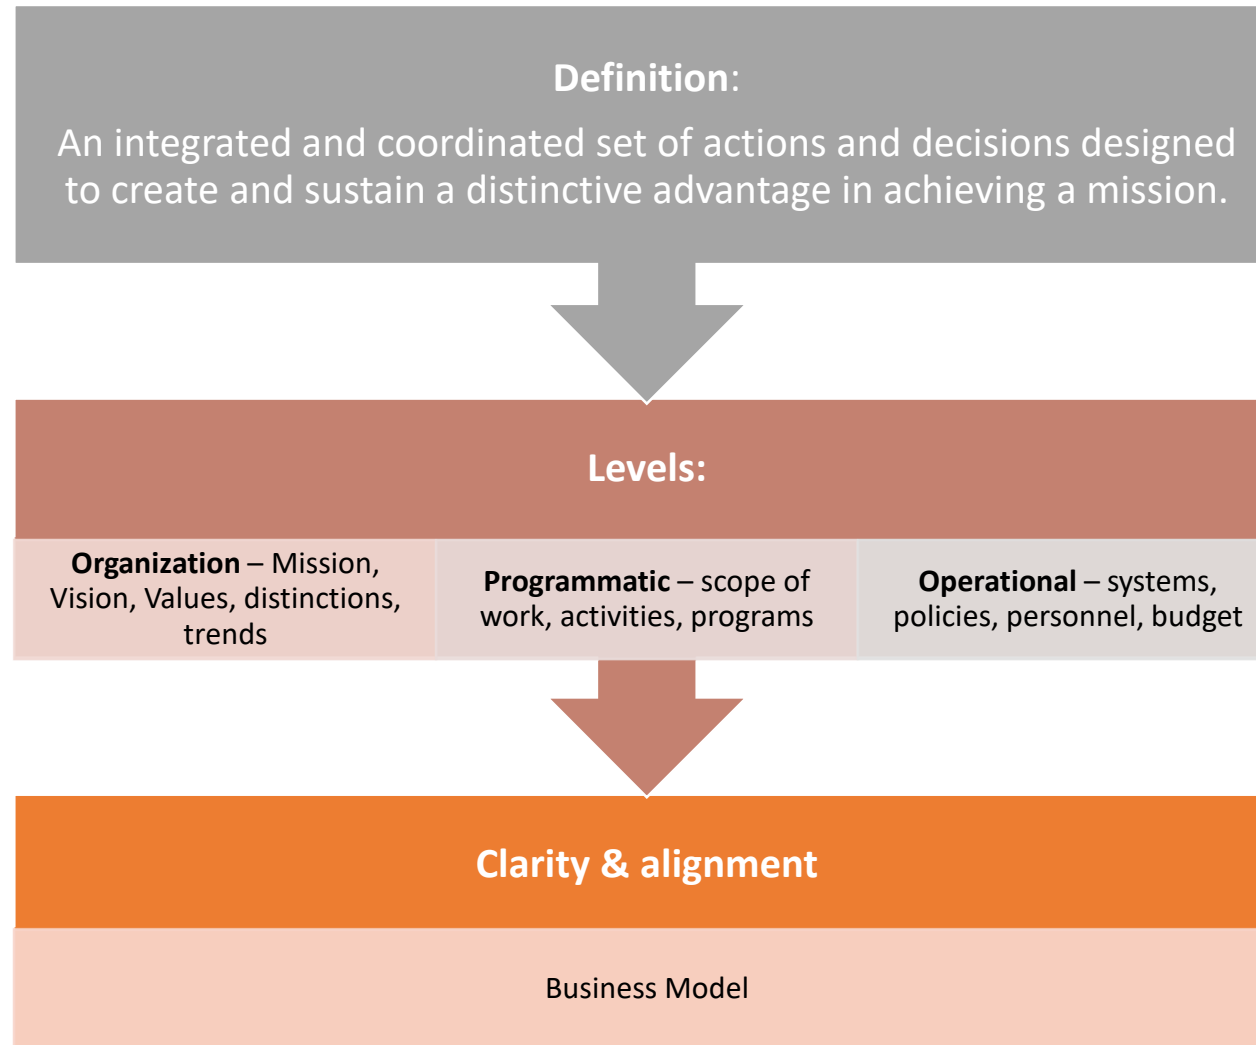 Definition:
An integrated and coordinated set of actions and decisions designed
to create and sustain a distinctive advantage in achieving a mission.
Levels:
Organization – Mission,
Vision, Values, distinctions,
trends
Programmatic – scope of
work, activities, programs
Operational – systems,
policies, personnel, budget
Clarity & alignment
Business Model